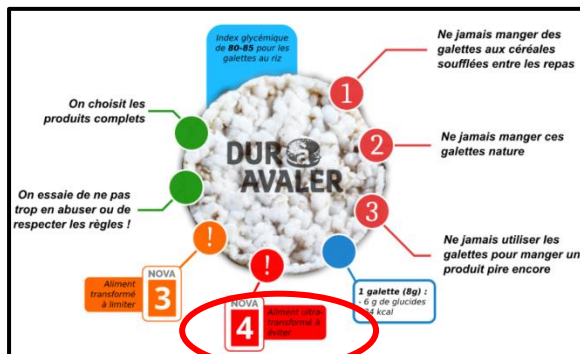 Index glycémique
de 80-85 pour les
galettes au riz
Ne jamais manger des
galettes aux céréales
soufflées entre les repas
1
On choisit les
produits complets
2
Ne jamais manger ces
galettes nature
DUR à
AVALER
On essaie de ne pas
trop en abuser ou de
respecter les règles !
3
Ne jamais utiliser les
galettes pour manger un
produit pire encore
!
!
Aliment
transformé
à limiter
NOVA
3
NOVA
4
Aliment ultra-
transformé à
éviter
1 galette (8g) :
- 6 g de glucides
kcal